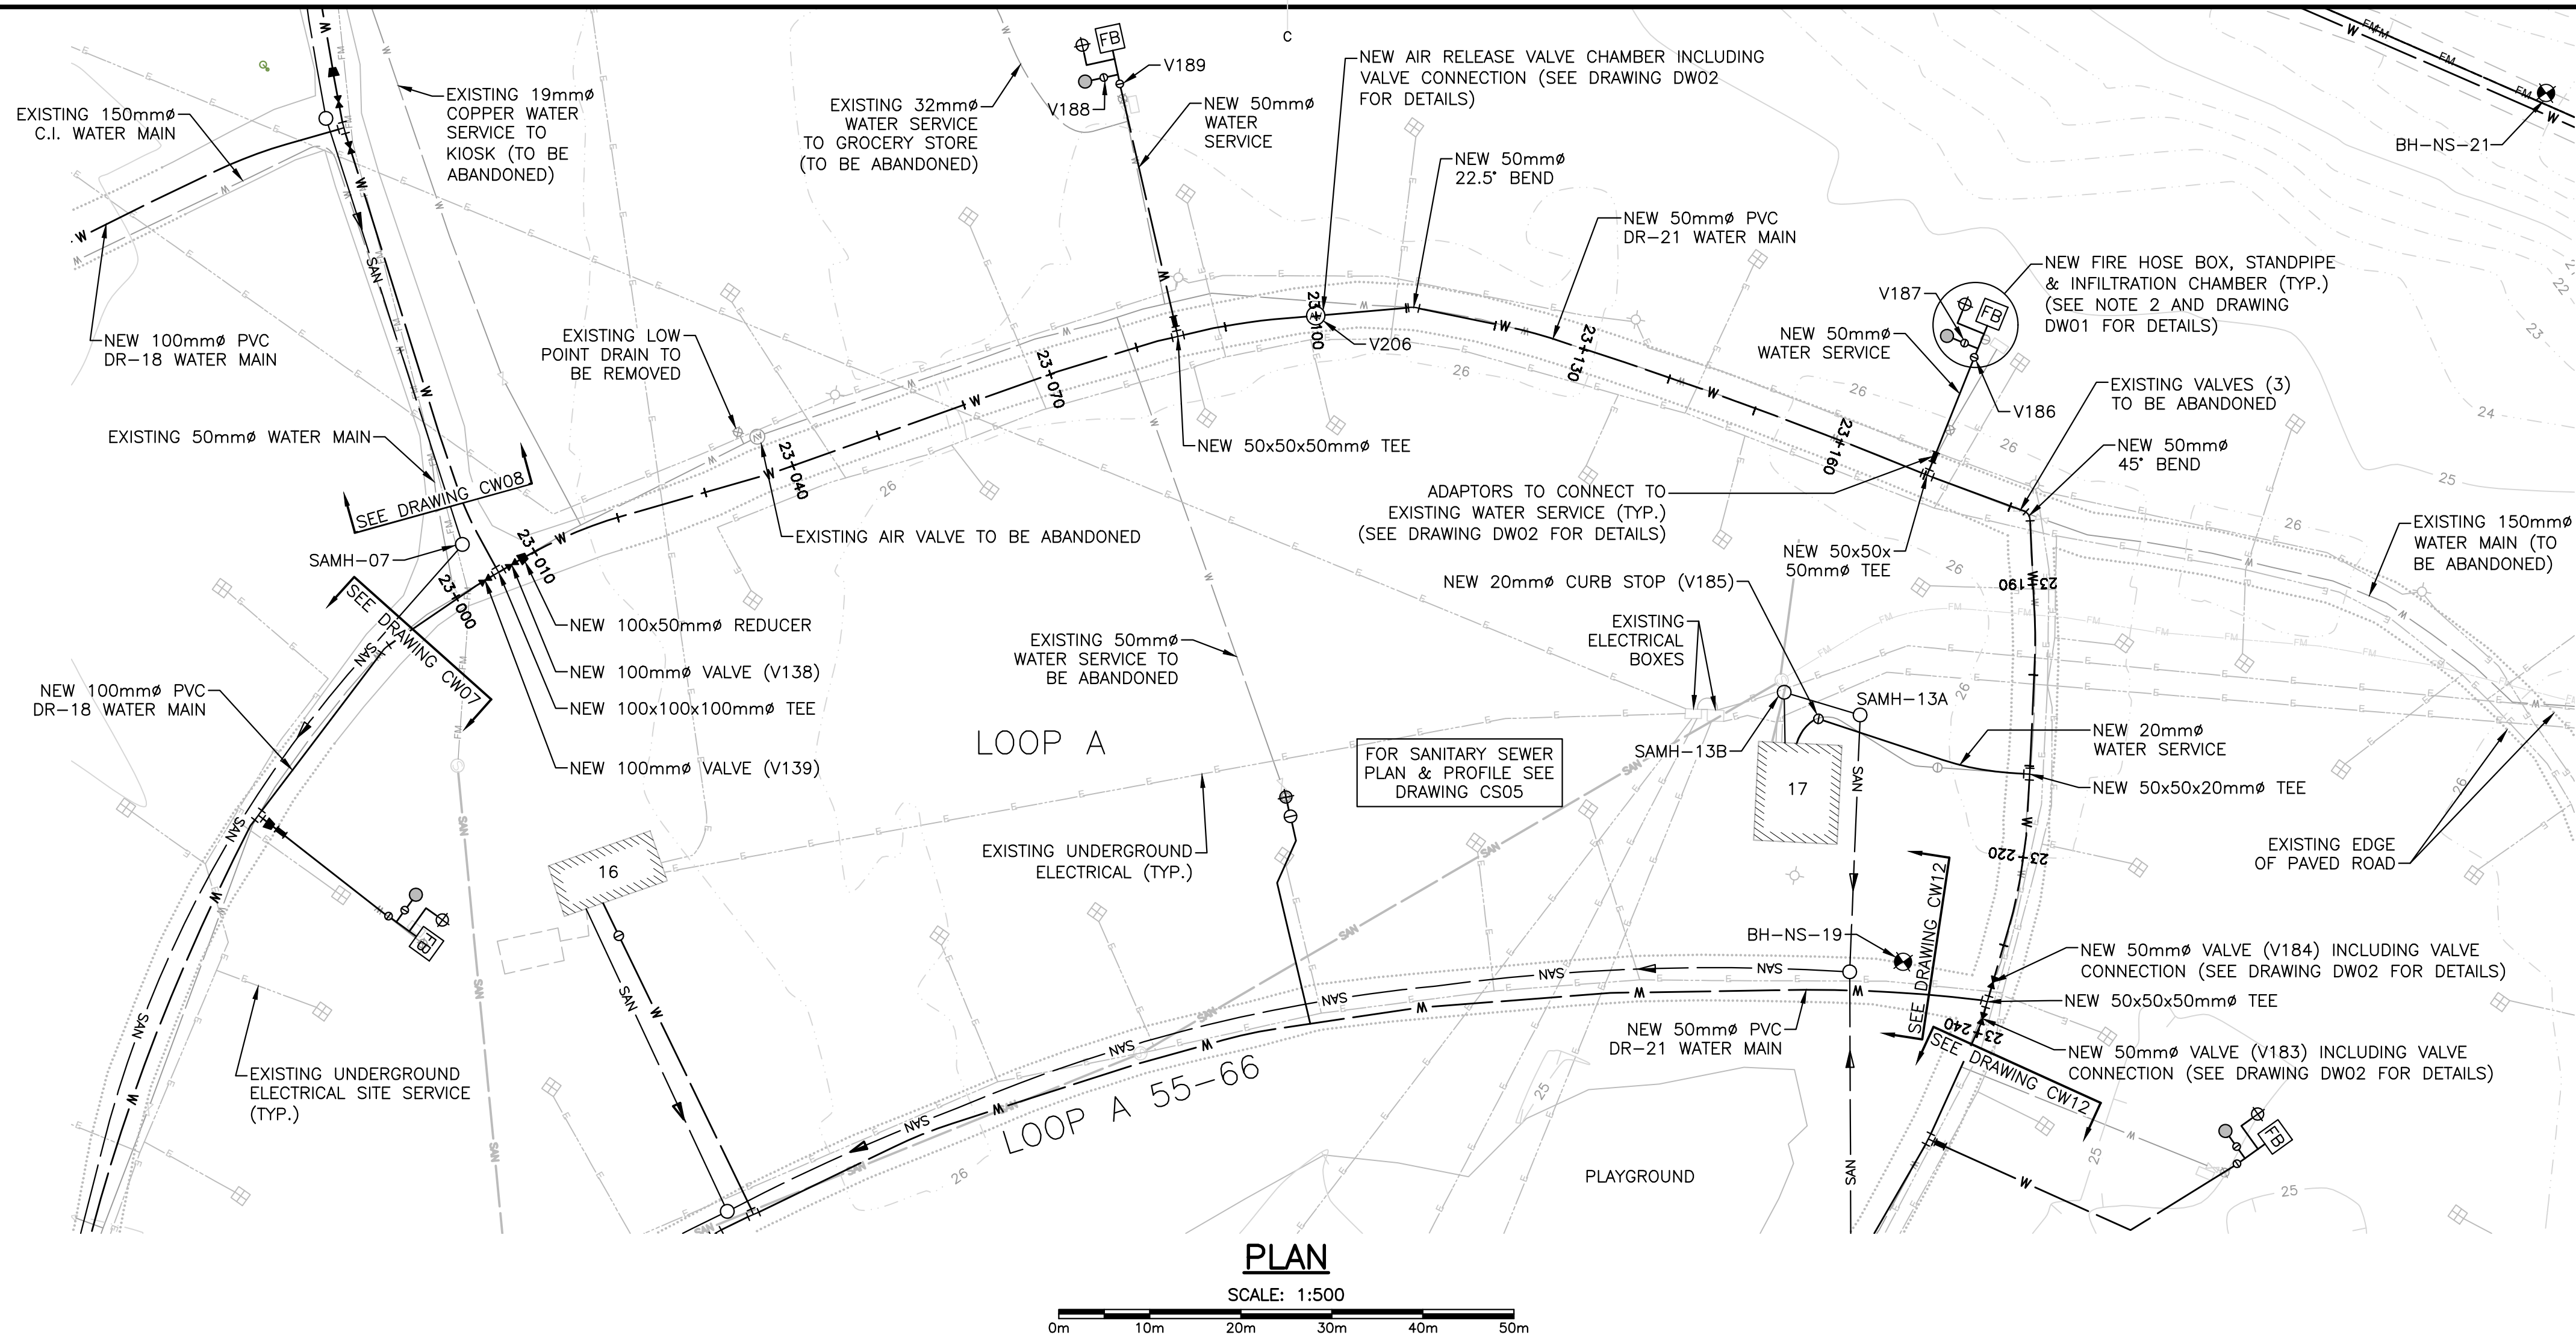 C
EXISTING 150mmø
C.I. WATER MAIN
EXISTING 19mmø
COPPER WATER
SERVICE TO
KIOSK (TO BE
ABANDONED)
EXISTING 32mmø
WATER SERVICE
TO GROCERY STORE
(TO BE ABANDONED)
FB
V189
V188
NEW 50mmø
WATER
SERVICE
NEW AIR RELEASE VALVE CHAMBER INCLUDING
VALVE CONNECTION (SEE DRAWING DW02
FOR DETAILS)
NEW 50mmø
22.5° BEND
NEW 50mmø PVC
DR-21 WATER MAIN
BH-NS-21
NEW FIRE HOSE BOX, STANDPIPE
& INFILTRATION CHAMBER (TYP.)
(SEE NOTE 2 AND DRAWING
DW01 FOR DETAILS)
V187
FB
NEW 50mmø
WATER SERVICE
V186
NEW 100mmø PVC
DR-18 WATER MAIN
EXISTING LOW
POINT DRAIN TO
BE REMOVED
V206
EXISTING VALVES (3)
TO BE ABANDONED
NEW 50mmø
45° BEND
EXISTING 50mmø WATER MAIN
SEE DRAWING CW08
NEW 50x50x50mmø TEE
ADAPTORS TO CONNECT TO
EXISTING WATER SERVICE (TYP.)
(SEE DRAWING DW02 FOR DETAILS)
EXISTING AIR VALVE TO BE ABANDONED
EXISTING 150mmø
WATER MAIN (TO
BE ABANDONED)
NEW 50x50x
50mmø TEE
SAMH-07
23+000
23+010
23+040
23+070
23+100
23+130
23+160
23+190
23+220
23+240
SEE DRAWING CW07
NEW 20mmø CURB STOP (V185)
EXISTING
ELECTRICAL
BOXES
NEW 100x50mmø REDUCER
NEW 100mmø VALVE (V138)
NEW 100x100x100mmø TEE
NEW 100mmø VALVE (V139)
EXISTING 50mmø
WATER SERVICE TO
BE ABANDONED
NEW 100mmø PVC
DR-18 WATER MAIN
LOOP A
SAMH-13A
SAMH-13B
FOR SANITARY SEWER
PLAN & PROFILE SEE
DRAWING CS05
17
NEW 20mmø
WATER SERVICE
NEW 50x50x20mmø TEE
EXISTING UNDERGROUND
ELECTRICAL (TYP.)
16
EXISTING EDGE
OF PAVED ROAD
FB
BH-NS-19
SEE DRAWING CW12
NEW 50mmø VALVE (V184) INCLUDING VALVE
CONNECTION (SEE DRAWING DW02 FOR DETAILS)
NEW 50x50x50mmø TEE
NEW 50mmø PVC
DR-21 WATER MAIN
SEE DRAWING CW12
NEW 50mmø VALVE (V183) INCLUDING VALVE
CONNECTION (SEE DRAWING DW02 FOR DETAILS)
EXISTING UNDERGROUND
ELECTRICAL SITE SERVICE
(TYP.)
LOOP A 55-66
FB
PLAYGROUND
PLAN
SCALE: 1:500
0m 10m 20m 30m 40m 50m